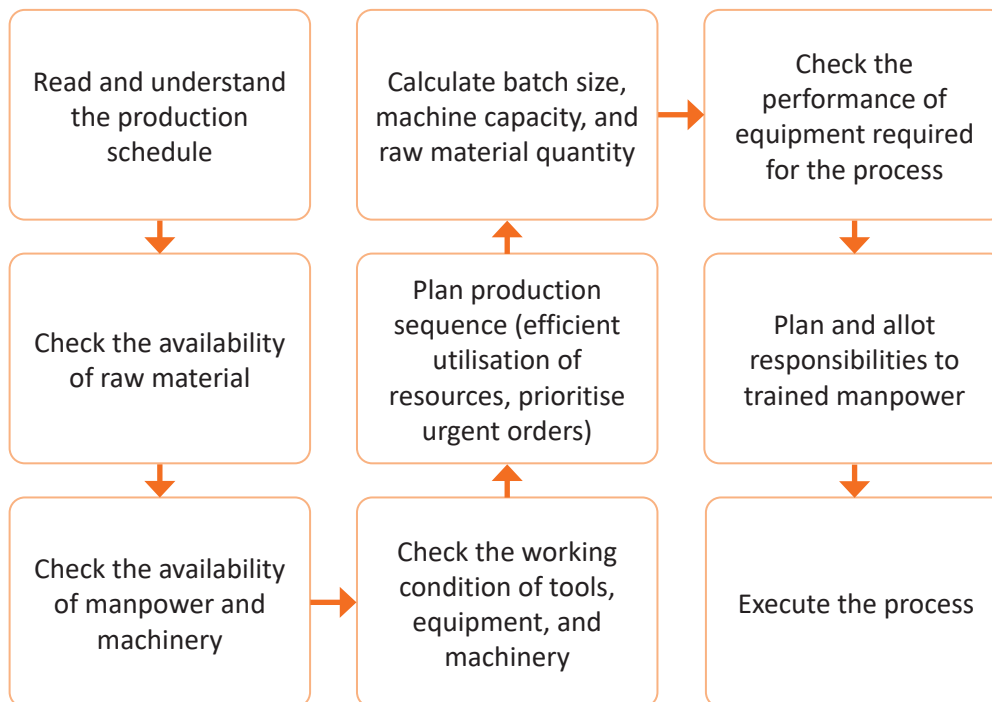 Read and understand
the production
schedule
Check the availability
of raw material
Check the availability
of manpower and
machinery
Check the working
condition of tools,
equipment, and
machinery
Plan production
sequence (efficient
utilisation of
resources, prioritise
urgent orders)
Calculate batch size,
machine capacity, and
raw material quantity
Check the
performance of
equipment required
for the process
Plan and allot
responsibilities to
trained manpower
Execute the process